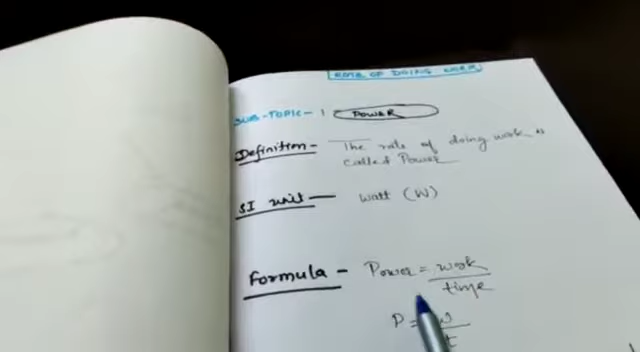 RATE OF DOING WORK
SUB-TOPIC-1 POWER
Definition- The rate of doing work is
called Power
SI unit- watt (W)
Formula- Power = work
time
P = w
t